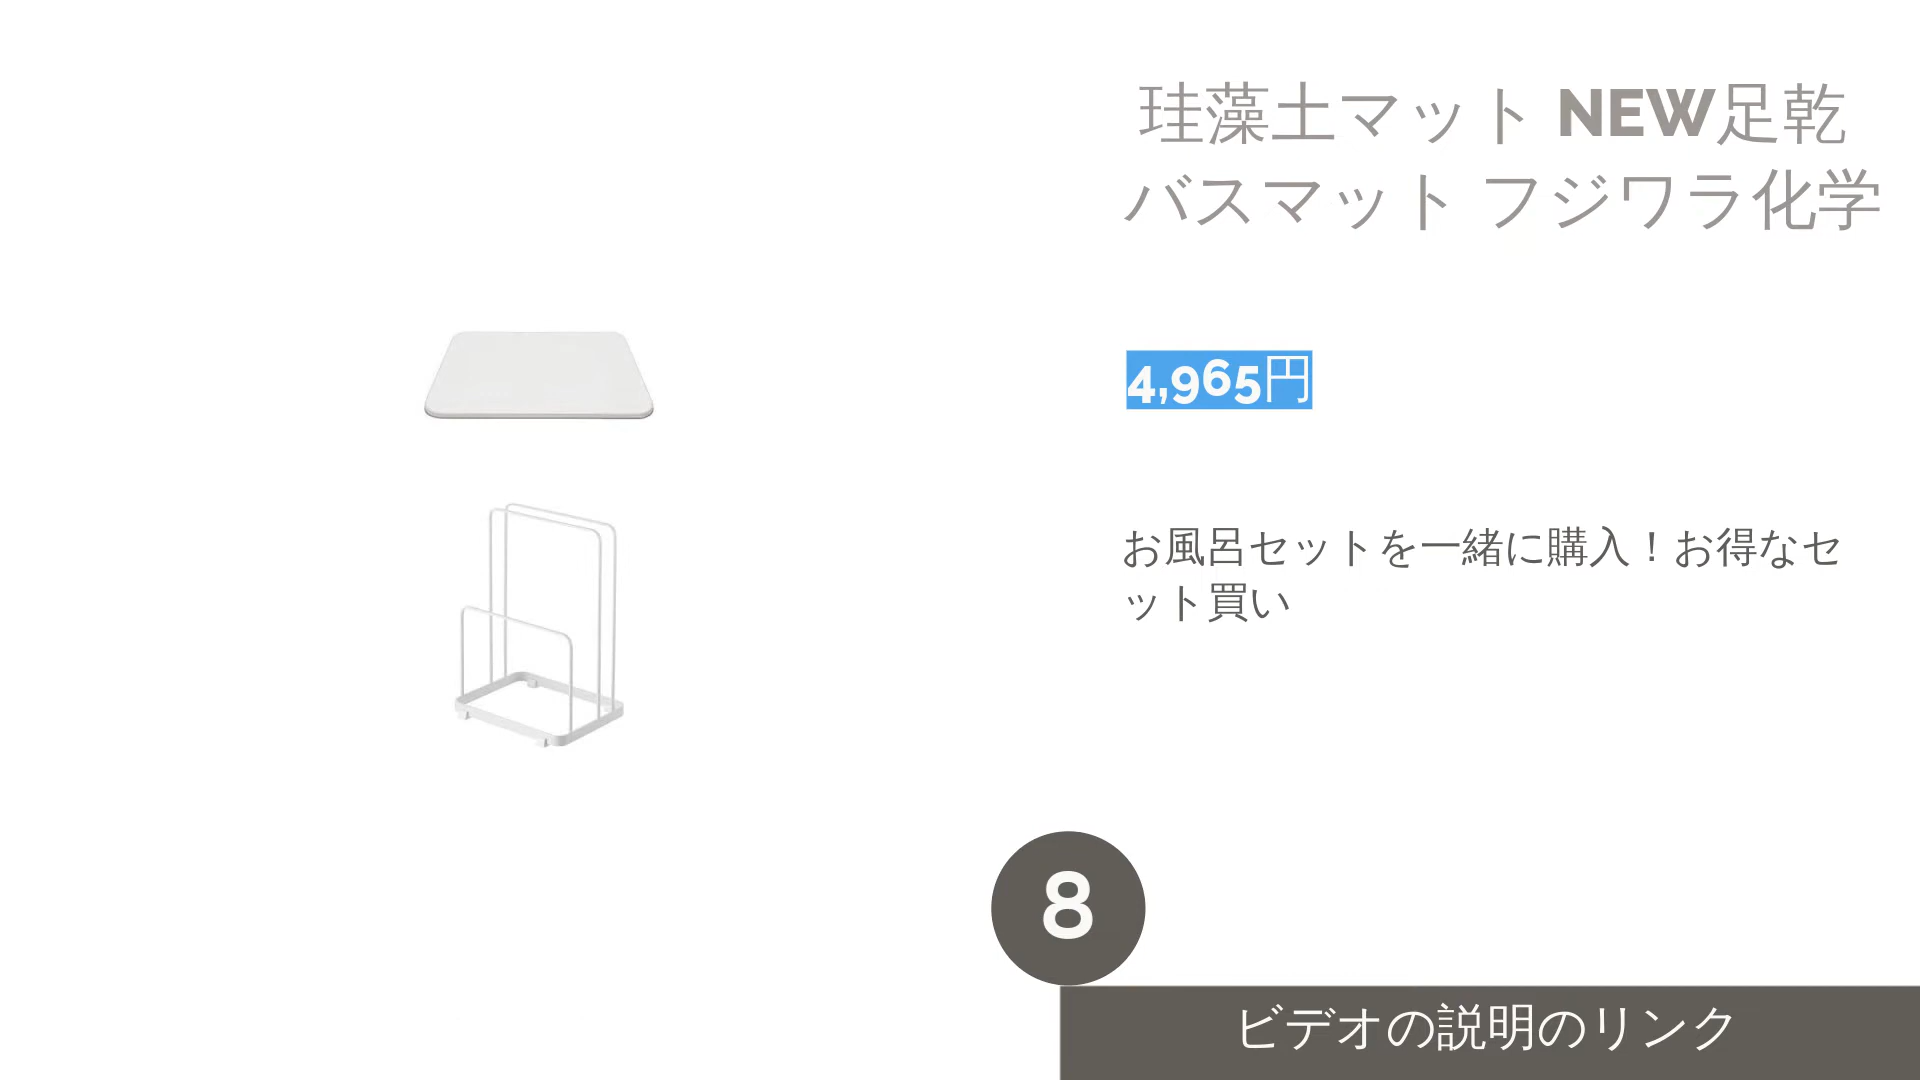 珪藻土マット NEW足乾
バスマット フジワラ化学
4,965円
お風呂セットを一緒に購入！お得なセ
ット買い
8
ビデオの説明のリンク